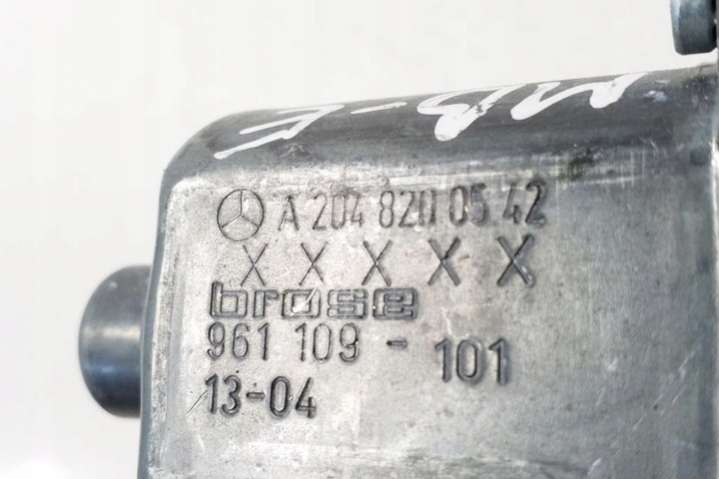 A 204 820 05 42
X X X X X
brose
961 109 - 101
13-04